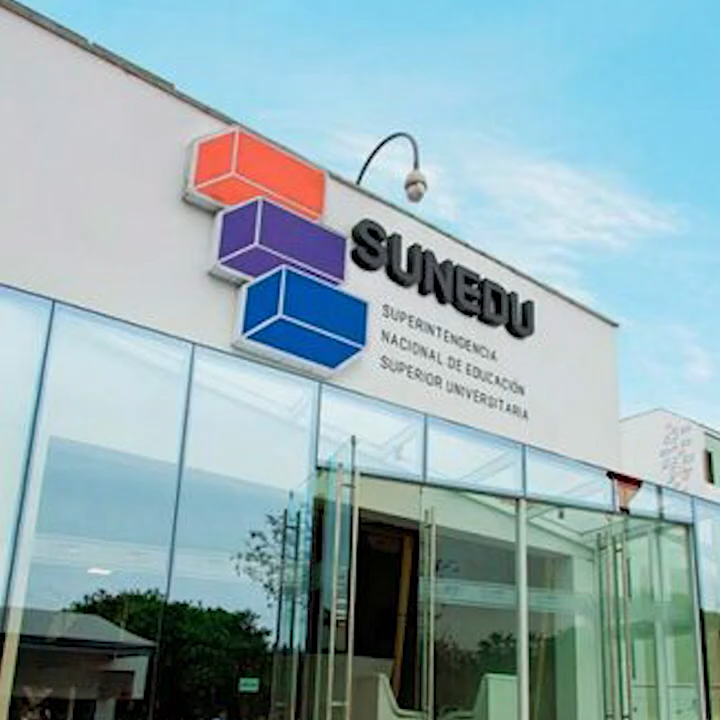 SUNEDU
SUPERINTENDENCIA
NACIONAL DE EDUCACIÓN
SUPERIOR UNIVERSITARIA